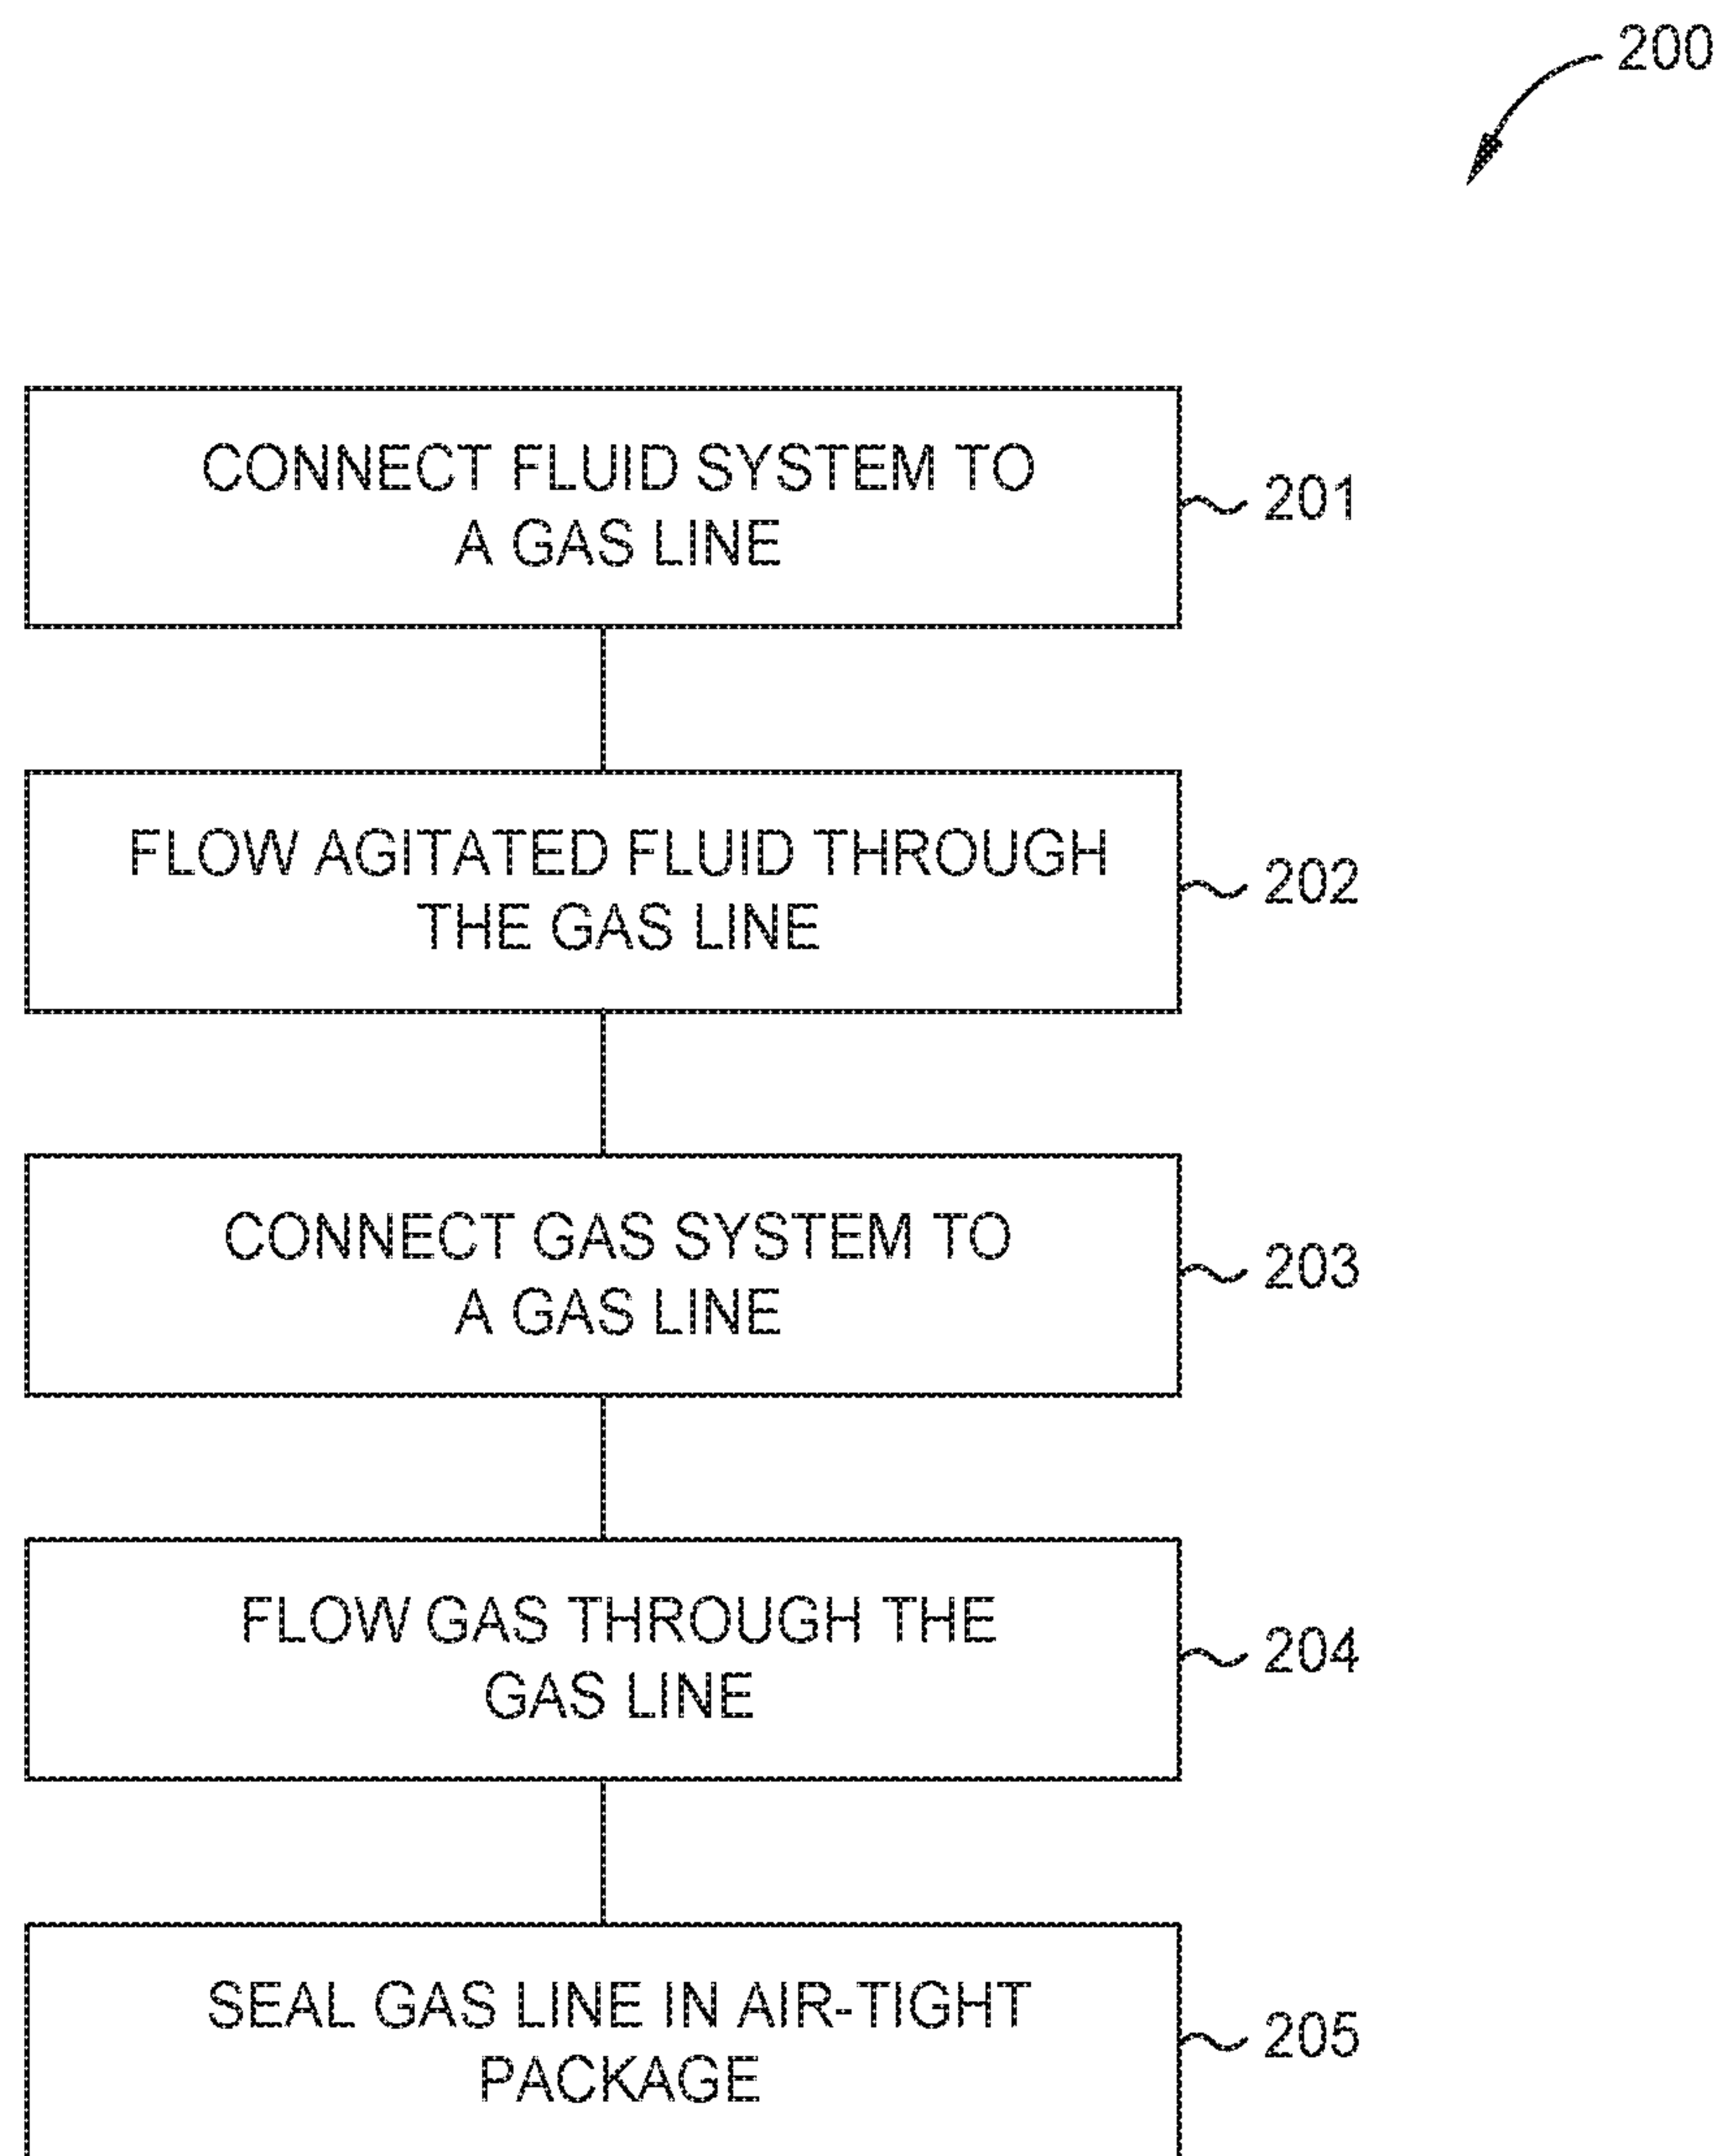 200
CONNECT FLUID SYSTEM TO
A GAS LINE
201
FLOW AGITATED FLUID THROUGH
THE GAS LINE
202
CONNECT GAS SYSTEM TO
A GAS LINE
203
FLOW GAS THROUGH THE
GAS LINE
204
SEAL GAS LINE IN AIR-TIGHT
PACKAGE
205